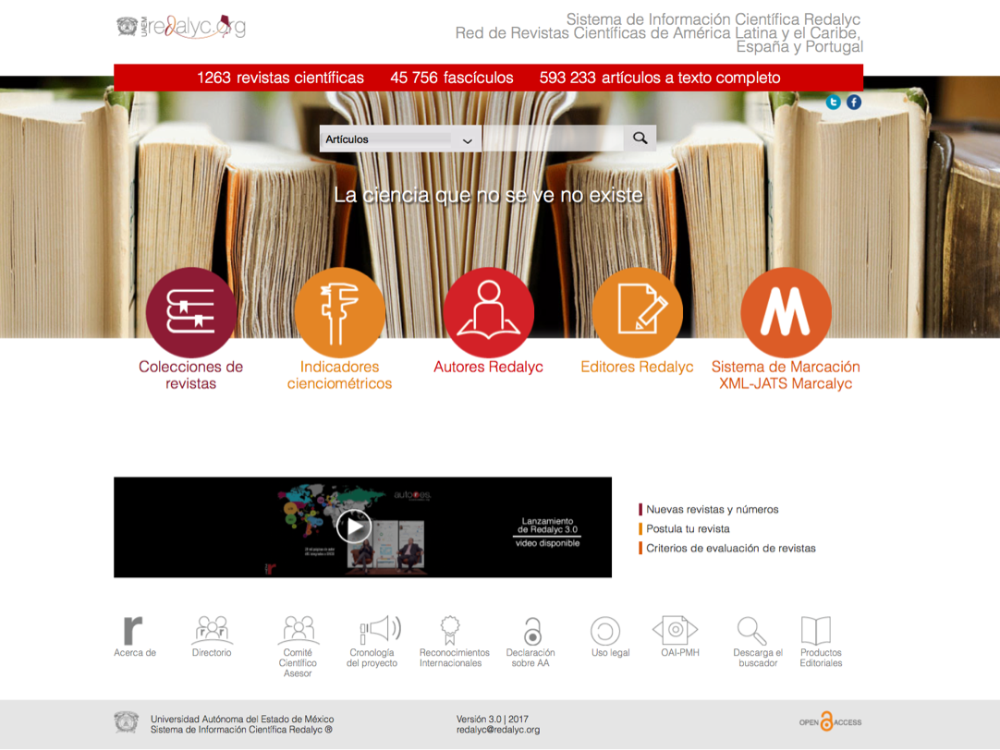 UAEM redalyc.org
Sistema de Información Científica Redalyc
Red de Revistas Científicas de América Latina y el Caribe,
España y Portugal
1263 revistas científicas 45 756 fascículos 593 233 artículos a texto completo
Artículos
La ciencia que no se ve no existe
Colecciones de
revistas
Indicadores
cienciométricos
Autores Redalyc
Editores Redalyc
Sistema de Marcación
XML-JATS Marcalyc
Lanzamiento
de Redalyc 3.0
video disponible
Nuevas revistas y números
Postula tu revista
Criterios de evaluación de revistas
Acerca de
Directorio
Comité
Científico
Asesor
Cronología
del proyecto
Reconocimientos
Internacionales
Declaración
sobre AA
Uso legal
OAI-PMH
Descarga el
buscador
Productos
Editoriales
Universidad Autónoma del Estado de México
Sistema de Información Científica Redalyc ®
Versión 3.0 | 2017
redalyc@redalyc.org
OPEN ACCESS